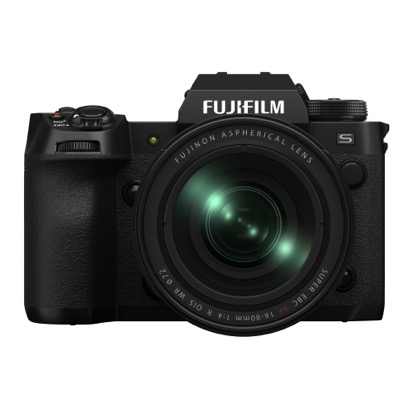 FUJIFILM
S
FUJINON ASPHERICAL LENS
SUPER EBC XF 16-80mm 1:4 R OIS WR ø72